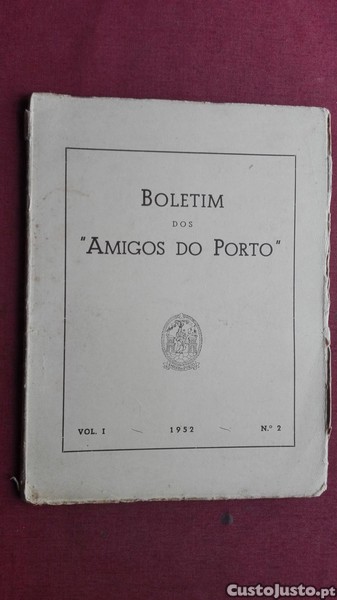 BOLETIM
DOS
"AMIGOS DO PORTO"
VOL. I / 1952 / N.º 2
CustoJusto.pt